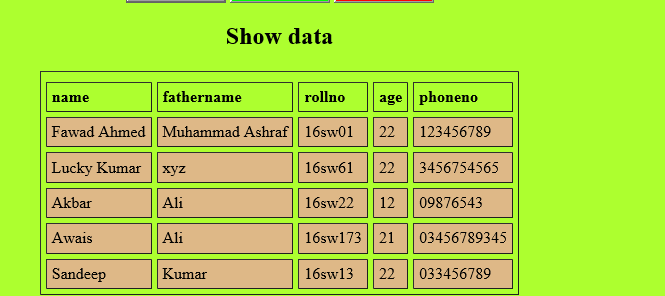 Show data
name fathername rollno age phoneno
Fawad Ahmed Muhammad Ashraf 16sw01 22 123456789
Lucky Kumar xyz 16sw61 22 3456754565
Akbar Ali 16sw22 12 09876543
Awais Ali 16sw173 21 03456789345
Sandeep Kumar 16sw13 22 033456789